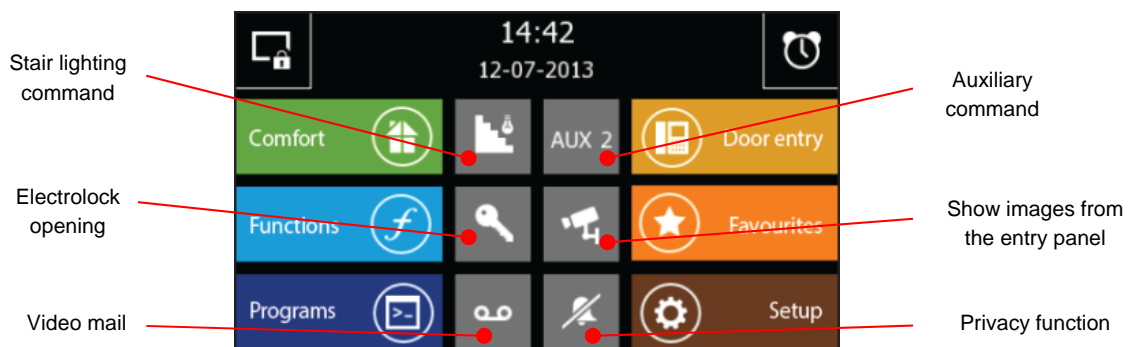 14:42
12-07-2013
Stair lighting
command
Auxiliary
command
Comfort
AUX 2
Door entry
Electrolock
opening
Functions
f
Favourites
Show images from
the entry panel
Programs
>-
Setup
Video mail
Privacy function